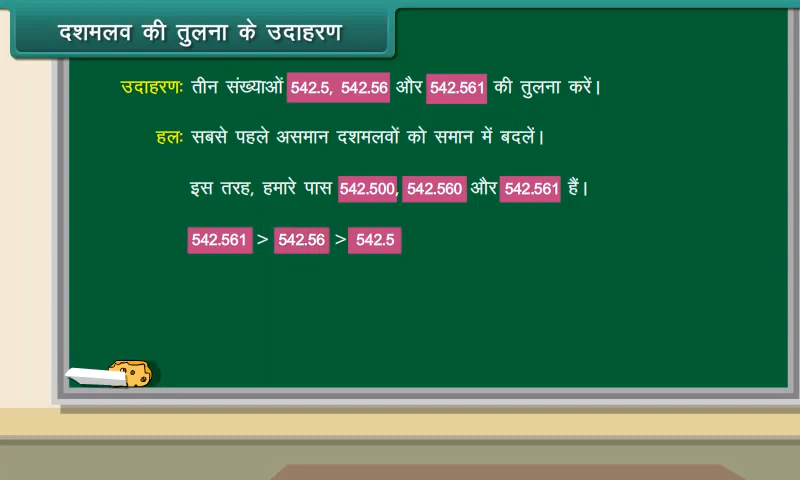 दशमलव की तुलना के उदाहरण
उदाहरणः तीन संख्याओं 542.5, 542.56 और 542.561 की तुलना करें।
हलः सबसे पहले असमान दशमलवों को समान में बदलें।
इस तरह, हमारे पास 542.500, 542.560 और 542.561 हैं।
542.561 > 542.56 > 542.5